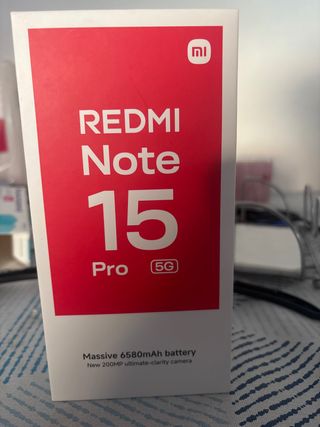 mi
REDMI
Note
15
Pro 5G
Massive 6580mAh battery
New 200MP ultimate-clarity camera